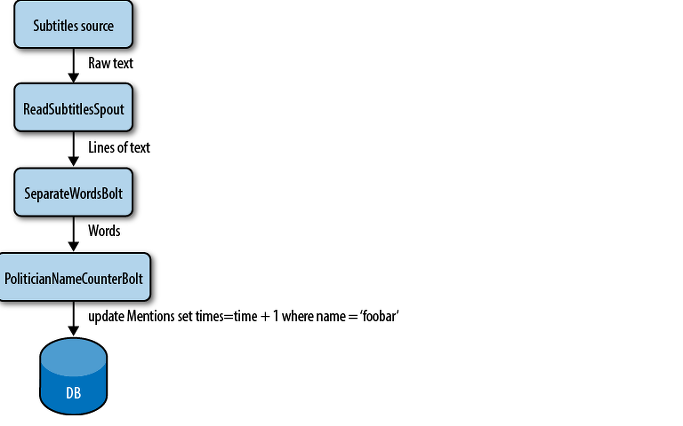 Subtitles source
Raw text
ReadSubtitlesSpout
Lines of text
SeparateWordsBolt
Words
PoliticianNameCounterBolt
update Mentions set times=time + 1 where name = ‘foobar’
DB